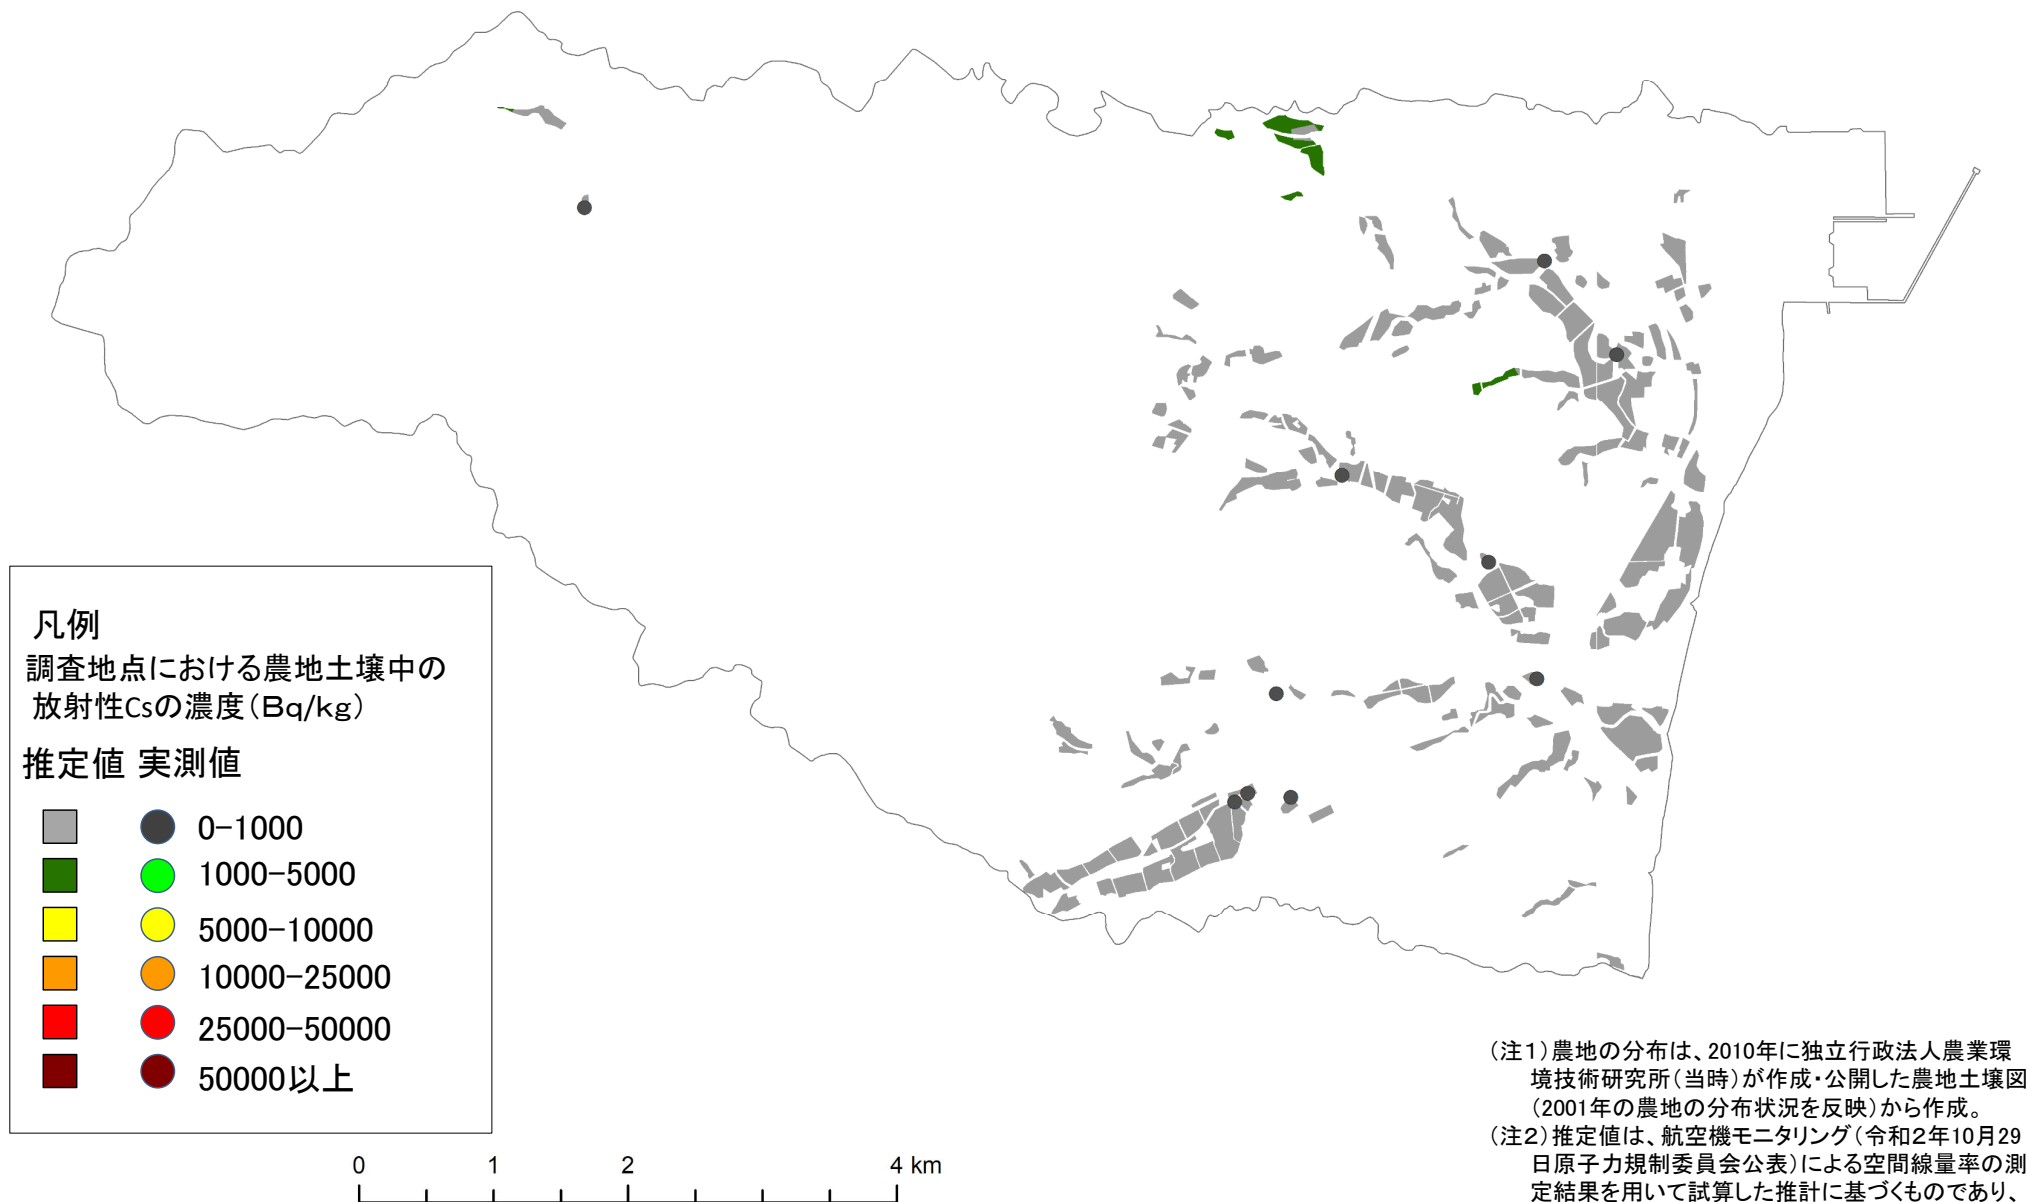 凡例
調査地点における農地土壌中の
放射性Csの濃度（Bq/kg）
推定値 実測値
0−1000
1000−5000
5000−10000
10000−25000
25000−50000
50000以上
0 1 2 4 km
（注１）農地の分布は、2010年に独立行政法人農業環
境技術研究所（当時）が作成・公開した農地土壌図
（2001年の農地の分布状況を反映）から作成。
（注２）推定値は、航空機モニタリング（令和２年10月29
日原子力規制委員会公表）による空間線量率の測
定結果を用いて試算した推計に基づくものであり、